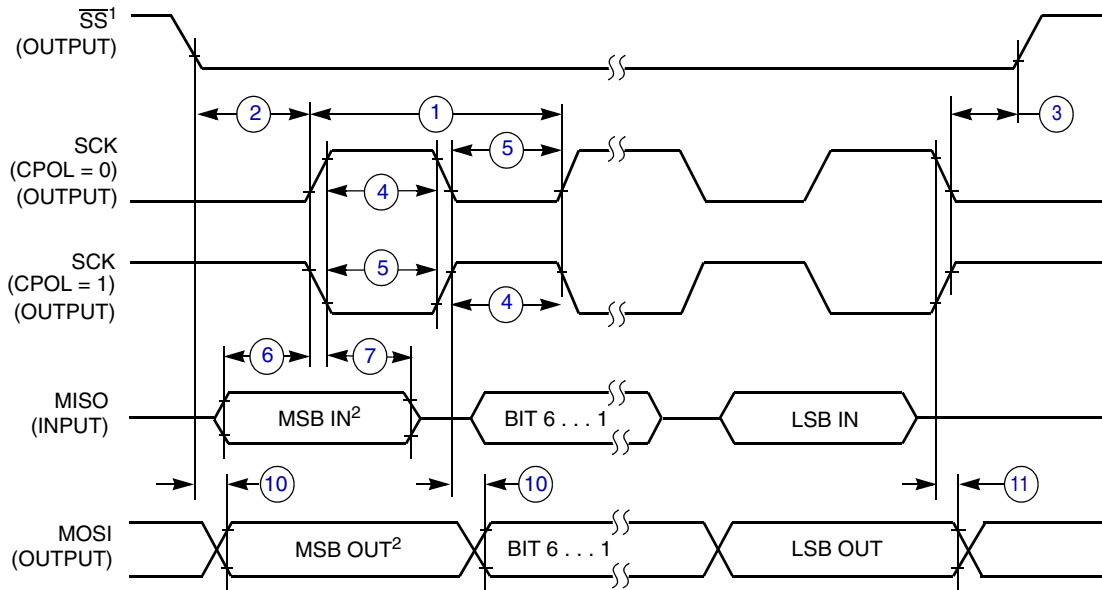 SS¹
(OUTPUT)
2
1
3
SCK
(CPOL = 0)
(OUTPUT)
5
4
SCK
(CPOL = 1)
(OUTPUT)
5
4
6
7
MISO
(INPUT)
MSB IN²
BIT 6 . . . 1
LSB IN
10
10
11
MOSI
(OUTPUT)
MSB OUT²
BIT 6 . . . 1
LSB OUT